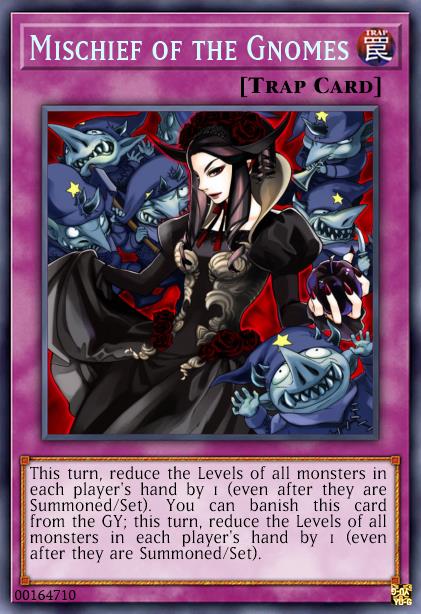 Mischief of the Gnomes
TRAP
罠
[Trap Card]
This turn, reduce the Levels of all monsters in
each player's hand by 1 (even after they are
Summoned/Set). You can banish this card
from the GY; this turn, reduce the Levels of all
monsters in each player's hand by 1 (even
after they are Summoned/Set).
00164710